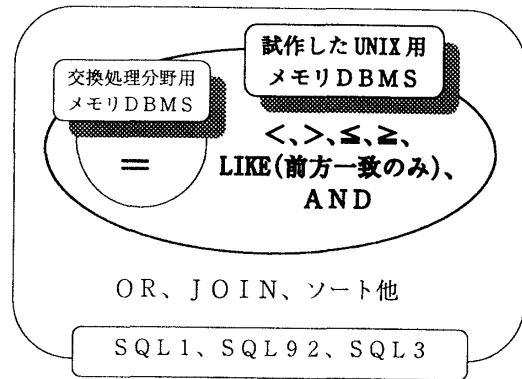 試作したUNIX用
メモリDBMS
交換処理分野用
メモリDBMS
=
<、>、≦、≧、
LIKE(前方一致のみ)、
AND
OR、JOIN、ソート他
SQL1、SQL92、SQL3